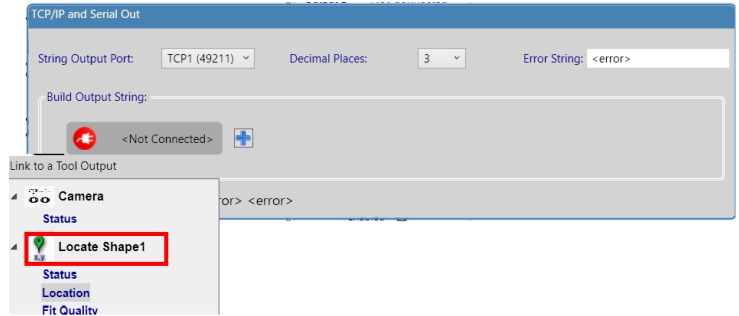 TCP/IP and Serial Out
String Output Port: TCP1 (49211) Decimal Places: 3 Error String: <error>
Build Output String:
<Not Connected>
Link to a Tool Output
or> <error>
Camera
Status
Locate Shape1
x,y
Status
Location
Fit Quality